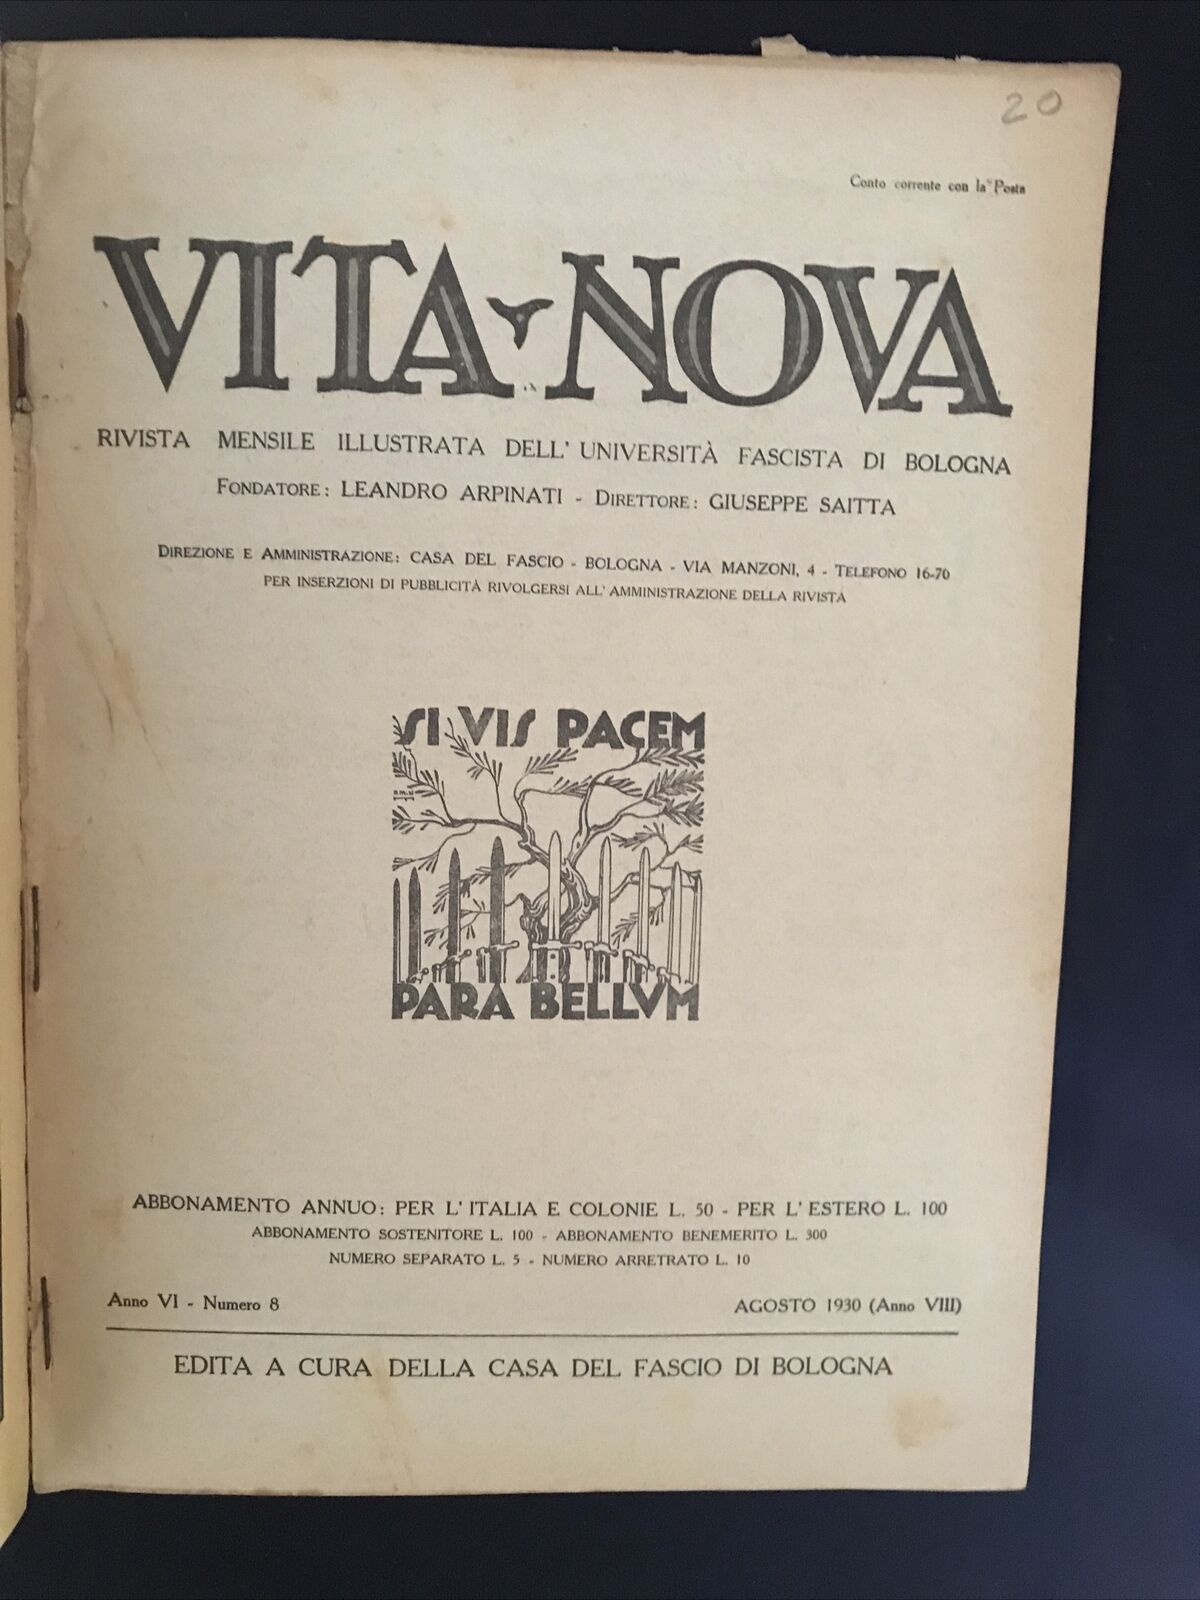 20
Conto corrente con la Posta
VITA NOVA
RIVISTA MENSILE ILLUSTRATA DELL' UNIVERSITÀ FASCISTA DI BOLOGNA
FONDATORE: LEANDRO ARPINATI - DIRETTORE: GIUSEPPE SAITTA
DIREZIONE E AMMINISTRAZIONE: CASA DEL FASCIO - BOLOGNA - VIA MANZONI, 4 - TELEFONO 16-70
PER INSERZIONI DI PUBBLICITÀ RIVOLGERSI ALL' AMMINISTRAZIONE DELLA RIVISTA
SI VIS PACEM
PARA BELLVM
ABBONAMENTO ANNUO: PER L' ITALIA E COLONIE L. 50 - PER L' ESTERO L. 100
ABBONAMENTO SOSTENITORE L. 100 - ABBONAMENTO BENEMERITO L. 300
NUMERO SEPARATO L. 5 - NUMERO ARRETRATO L. 10
Anno VI - Numero 8 AGOSTO 1930 (Anno VIII)
EDITA A CURA DELLA CASA DEL FASCIO DI BOLOGNA